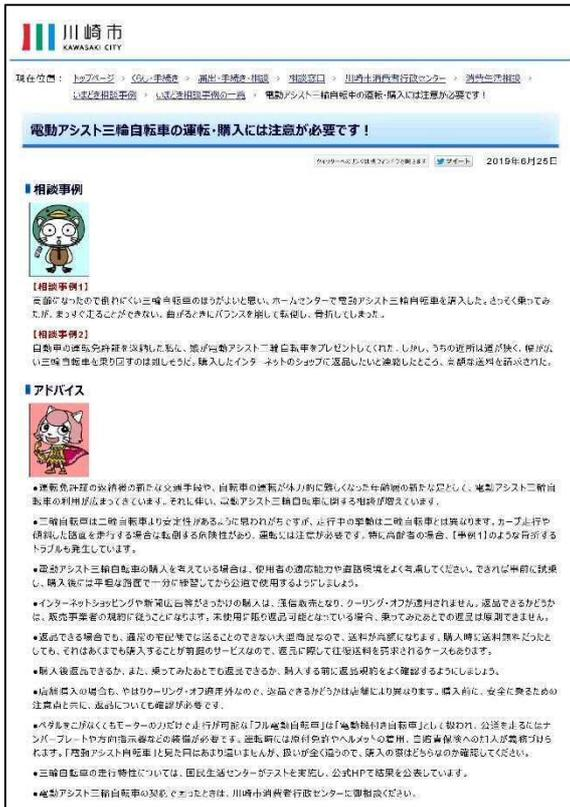 川崎市
KAWASAKI CITY
現在位置： トップページ > くらし・手続き > 届出・手続き・相談 > 相談窓口 > 川崎市消費者行政センター > 消費生活相談 >
いまどき相談事例 > いまどき相談事例の一覧 > 電動アシスト三輪自転車の運転・購入には注意が必要です！
電動アシスト三輪自転車の運転・購入には注意が必要です！
ツイート 2019年6月25日
相談事例
【相談事例1】
高齢になったので倒れにくい三輪自転車のほうがよいと思い、ホームセンターで電動アシスト三輪自転車を購入した。さっそく乗ってみ
たが、まっすぐ走ることができない。曲がるときにバランスを崩して転倒し、骨折してしまった。
【相談事例2】
自動車の運転免許証を返納した私に、娘が電動アシスト三輪自転車をプレゼントしてくれた。しかし、うちの近所は道が狭く、幅が広
い三輪自転車を乗り回すのは難しそうだ。購入したインターネットのショップに返品したいと連絡したところ、高額な送料を請求された。
アドバイス
●運転免許証の返納後の新たな交通手段や、自転車の運転が体力的に難しくなった年齢層の新たな足として、電動アシスト三輪自
転車の利用が広まってきています。それに伴い、電動アシスト三輪自転車に関する相談が増えています。
●三輪自転車は二輪自転車より安定性があるように思われがちですが、走行中の挙動は二輪自転車とは異なります。カーブ走行や
傾斜した路面を走行する場合は転倒する危険性があり、運転には注意が必要です。特に高齢者の場合、【事例1】のような骨折する
トラブルも発生しています。
●電動アシスト三輪自転車の購入を考えている場合は、使用者の適応能力や道路環境をよく考慮してください。できれば事前に試乗
し、購入後には平坦な路面で十分に練習してから公道で使用するようにしましょう。
●インターネットショッピングや新聞広告等がきっかけの購入は、通信販売となり、クーリング・オフが適用されません。返品できるかどうか
は、販売事業者の規約に従うことになります。未使用に限り返品可能となっている場合、乗ってみたあとでの返品は原則できません。
●返品できる場合でも、通常の宅配便では送ることのできない大型商品なので、送料が高額になります。購入時に送料無料だったと
しても、それはあくまでも購入することが前提のサービスなので、返品に際して往復送料を請求されるケースもあります。
●購入後返品できるか、また、乗ってみたあとでも返品できるか、購入する前に返品規約をよく確認するようにしましょう。
●店舗購入の場合も、やはりクーリング・オフ適用外なので、返品できるかどうかは店舗により異なります。購入前に、安全に乗るための
注意点と共に、返品についても確認が必要です。
●ペダルをこがなくてもモーターの力だけで走行が可能な「フル電動自転車」は「電動機付き自転車」として扱われ、公道を走るにはナ
ンバープレートや方向指示器などの装備が必要です。運転時には原付免許やヘルメットの着用、自賠責保険への加入が義務づけら
れます。「電動アシスト自転車」と見た目はあまり違いませんが、扱いが全く違うので、購入の際はどちらなのか確認してください。
●三輪自転車の走行特性については、国民生活センターがテストを実施し、公式HPで結果を公表しています。
●電動アシスト三輪自転車の契約で困ったときは、川崎市消費者行政センターに御相談ください。